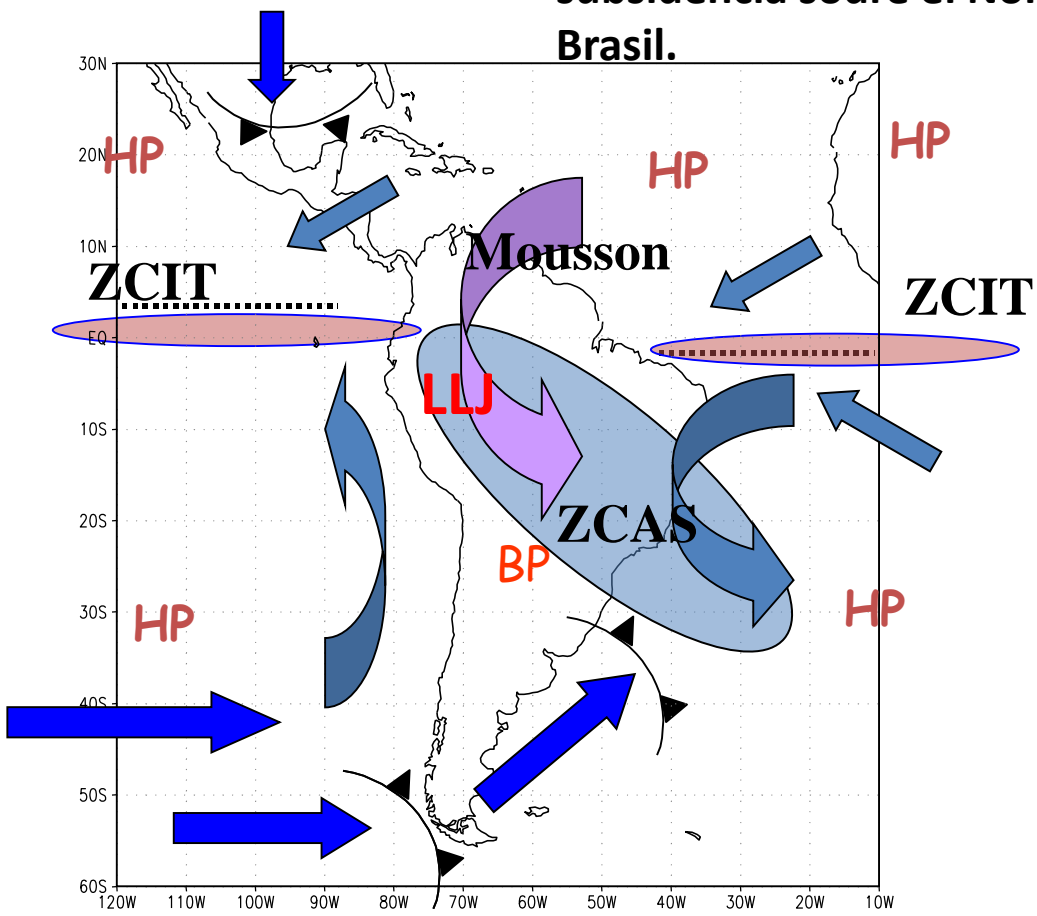 Brasil.
30N
20N
HP
HP
HP
10N
Mousson
ZCIT
ZCIT
EQ
LLJ
10S
20S
ZCAS
BP
30S
HP
HP
40S
50S
60S
120W 110W 100W 90W 80W 70W 60W 50W 40W 30W 20W 10W